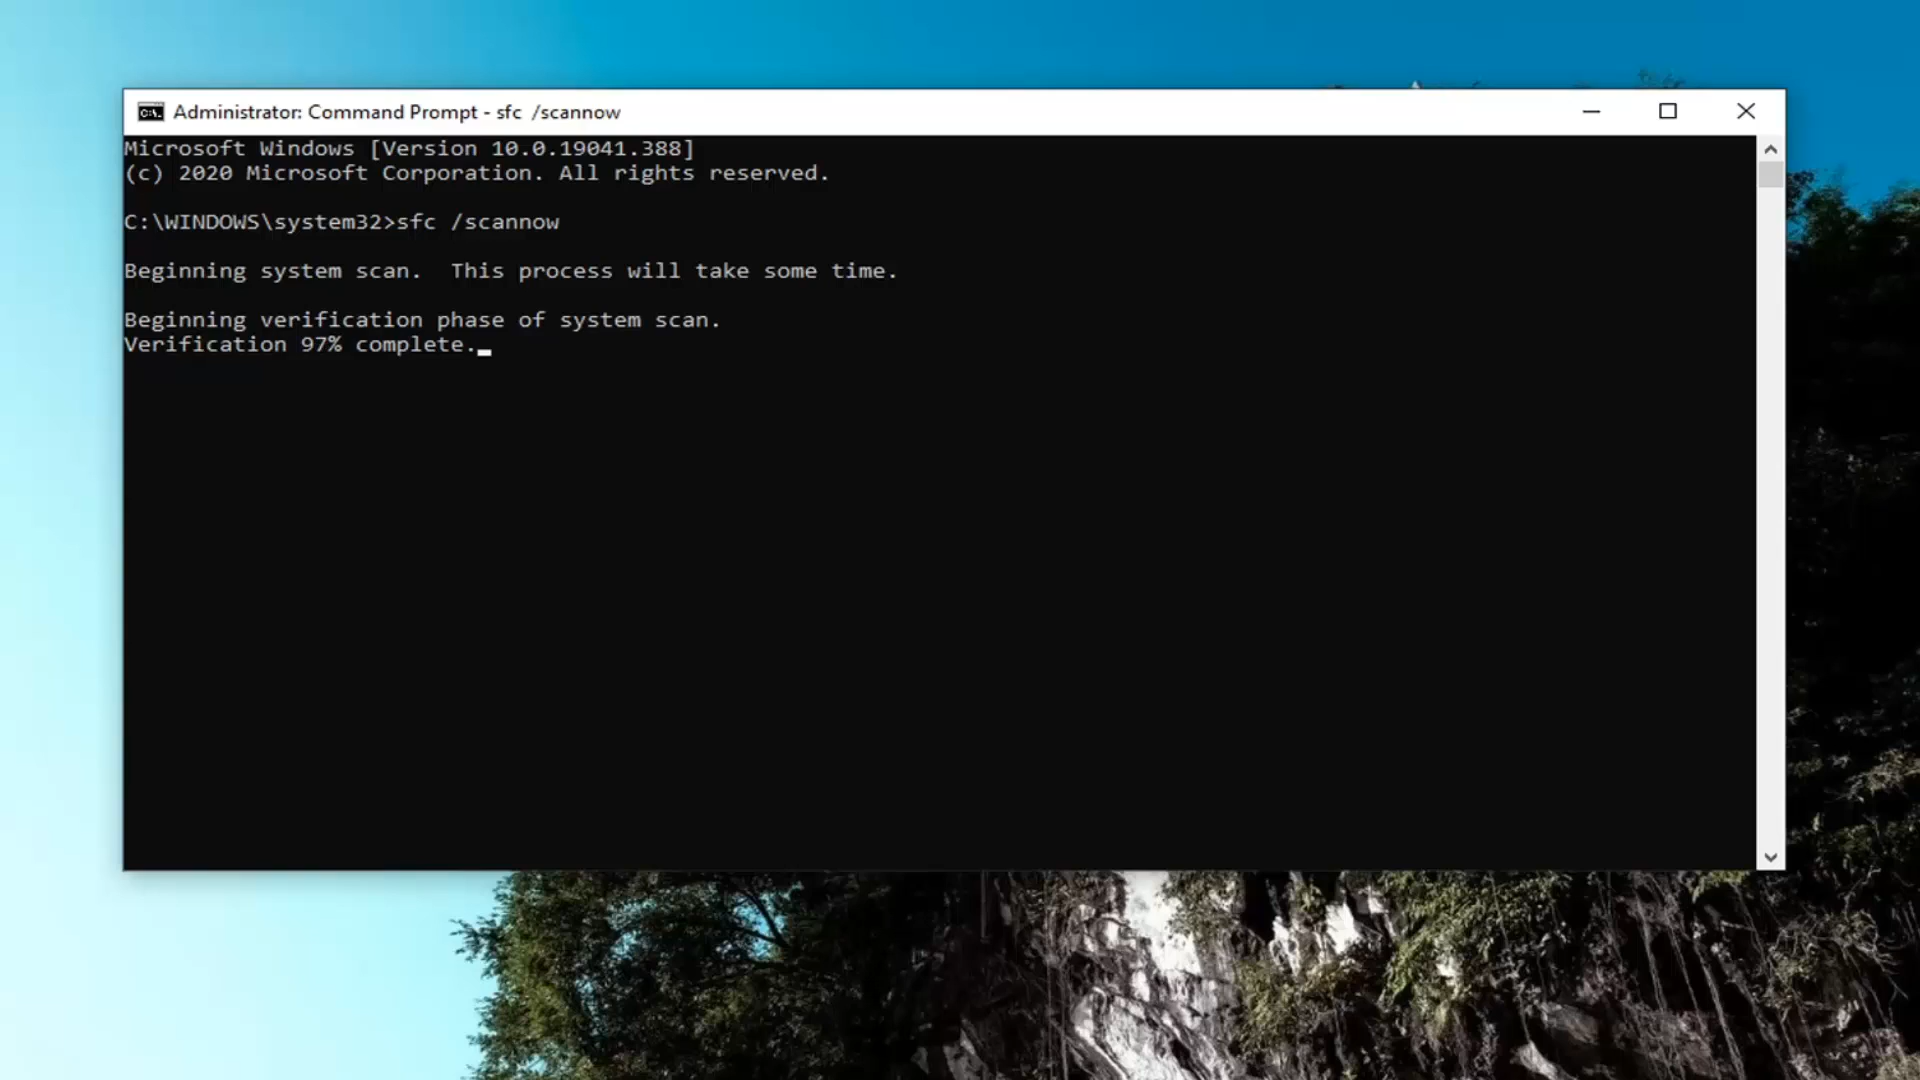 Administrator: Command Prompt - sfc  /scannow
Microsoft Windows [Version 10.0.19041.388]
(c) 2020 Microsoft Corporation. All rights reserved.
C:\WINDOWS\system32>sfc /scannow
Beginning system scan.  This process will take some time.
Beginning verification phase of system scan.
Verification 97% complete.